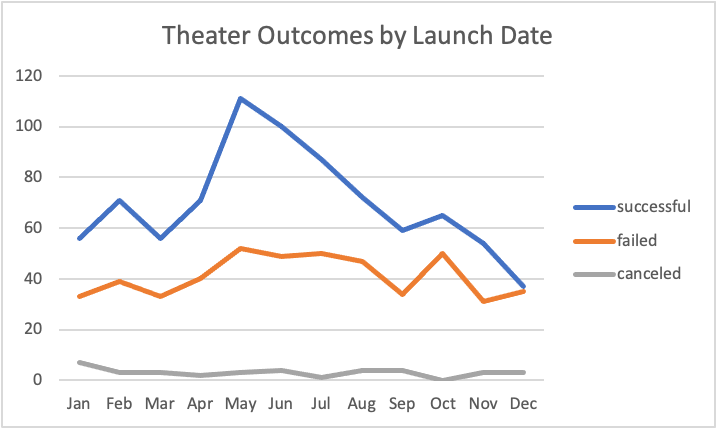 Theater Outcomes by Launch Date
120
100
80
60
40
20
0
Jan Feb Mar Apr May Jun Jul Aug Sep Oct Nov Dec
successful
failed
canceled